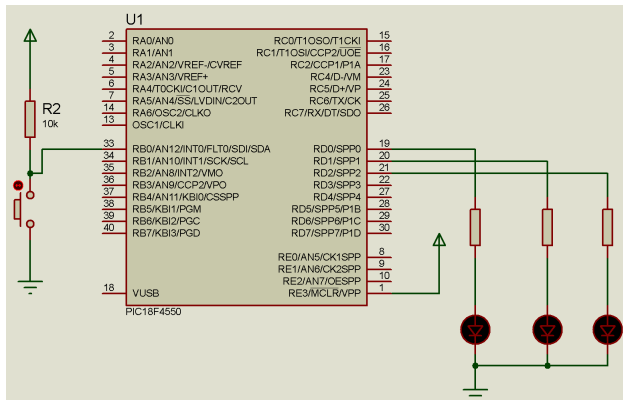 U1
2 RA0/AN0 RC0/T1OSO/T1CKI 15
3 RA1/AN1 RC1/T1OSI/CCP2/UOE 16
4 RA2/AN2/VREF-/CVREF RC2/CCP1/P1A 17
5 RA3/AN3/VREF+ RC4/D-/VM 23
6 RA4/T0CKI/C1OUT/RCV RC5/D+/VP 24
7 RA5/AN4/SS/LVDIN/C2OUT RC6/TX/CK 25
14 RA6/OSC2/CLKO RC7/RX/DT/SDO 26
13 OSC1/CLKI
R2
10k
33 RB0/AN12/INT0/FLT0/SDI/SDA RD0/SPP0 19
34 RB1/AN10/INT1/SCK/SCL RD1/SPP1 20
35 RB2/AN8/INT2/VMO RD2/SPP2 21
36 RB3/AN9/CCP2/VPO RD3/SPP3 22
37 RB4/AN11/KBI0/CSSPP RD4/SPP4 27
38 RB5/KBI1/PGM RD5/SPP5/P1B 28
39 RB6/KBI2/PGC RD6/SPP6/P1C 29
40 RB7/KBI3/PGD RD7/SPP7/P1D 30
RE0/AN5/CK1SPP 8
RE1/AN6/CK2SPP 9
RE2/AN7/OESPP 10
18 VUSB RE3/MCLR/VPP 1
PIC18F4550